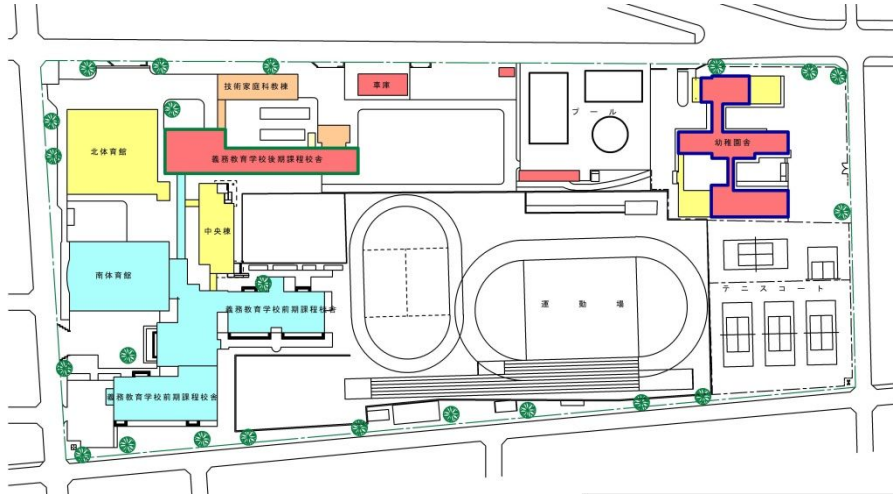 技術家庭科教棟
車庫
プール
幼稚園舎
北体育館
義務教育学校後期課程校舎
中央棟
南体育館
義務教育学校前期課程校舎
運動場
テニスコート
義務教育学校前期課程校舎